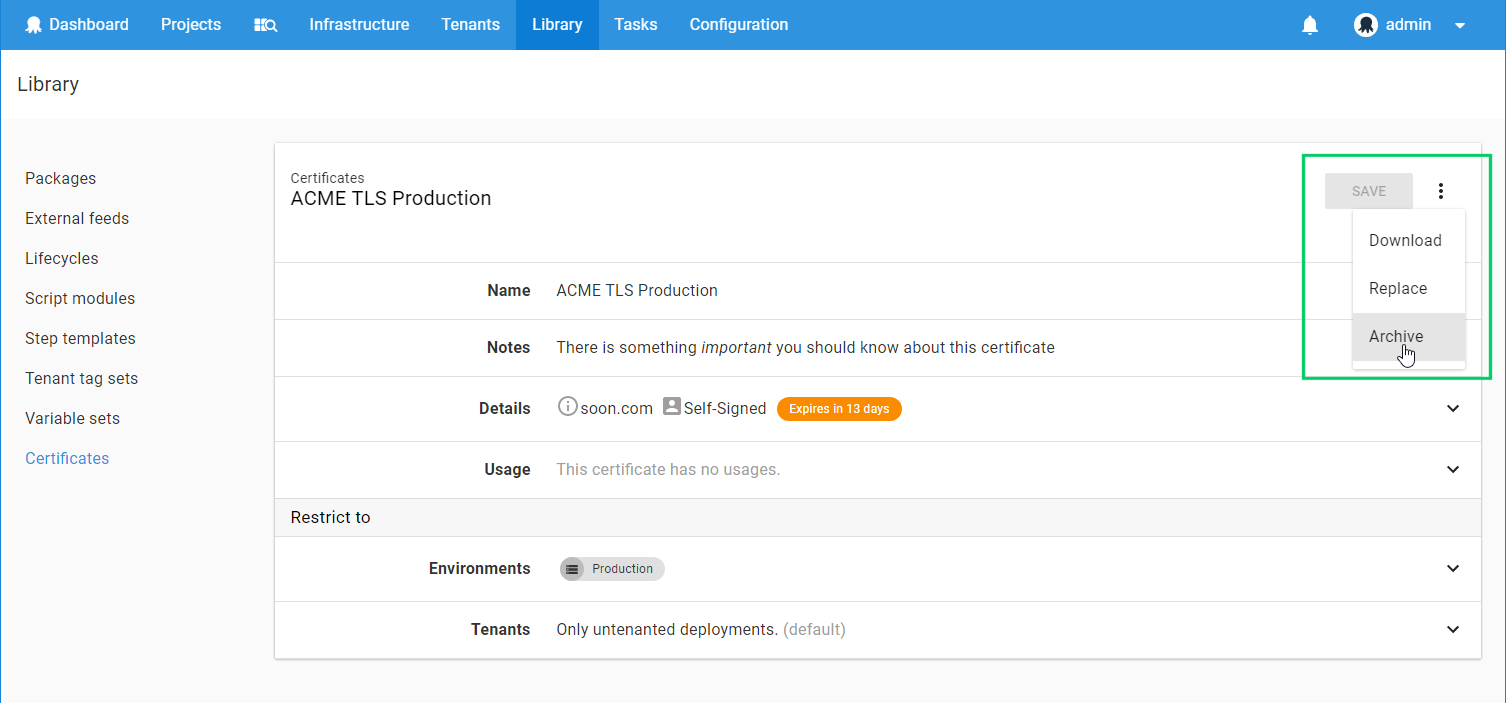 Dashboard Projects Infrastructure Tenants Library Tasks Configuration admin
Library
Packages
External feeds
Lifecycles
Script modules
Step templates
Tenant tag sets
Variable sets
Certificates
Certificates
ACME TLS Production
SAVE
Download
Replace
Archive
Name ACME TLS Production
Notes There is something important you should know about this certificate
Details soon.com Self-Signed Expires in 13 days
Usage This certificate has no usages.
Restrict to
Environments Production
Tenants Only untenanted deployments. (default)